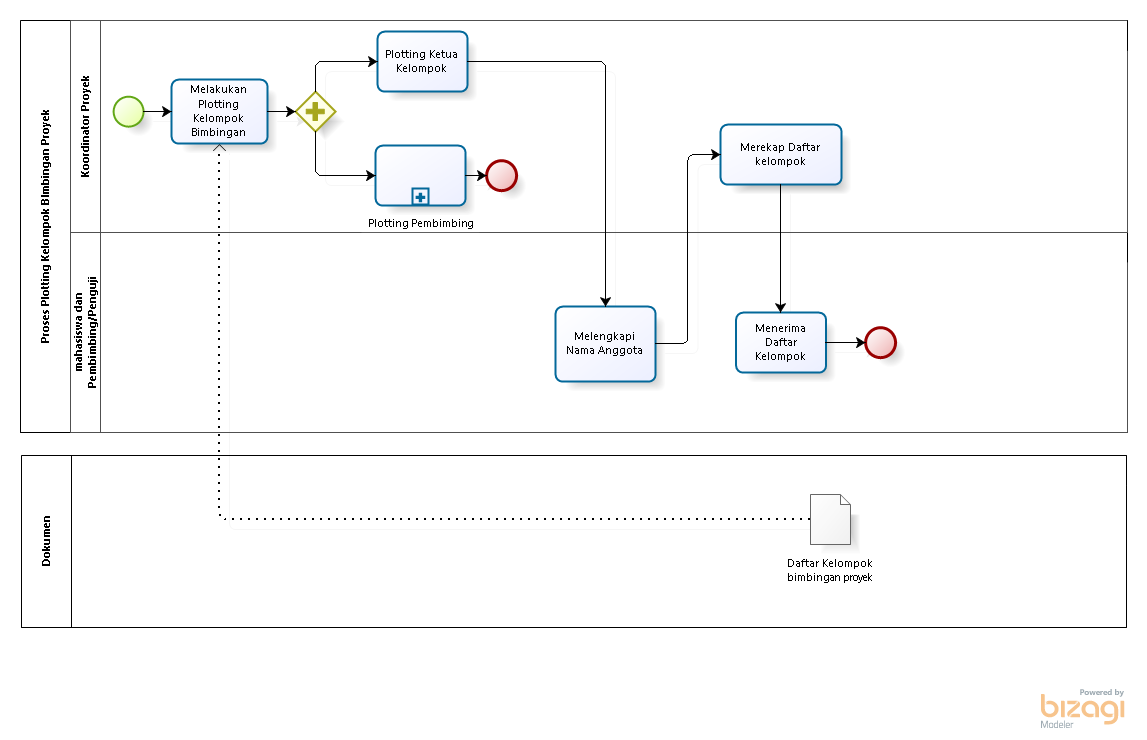 Proses Plotting Kelompok Bimbingan Proyek
Koordinator Proyek
Melakukan
Plotting
Kelompok
Bimbingan
Plotting Ketua
Kelompok
Plotting Pembimbing
Merekap Daftar
kelompok
mahasiswa dan
Pembimbing/Penguji
Melengkapi
Nama Anggota
Menerima
Daftar
Kelompok
Dokumen
Daftar Kelompok
bimbingan proyek
Powered by
bizagi
Modeler